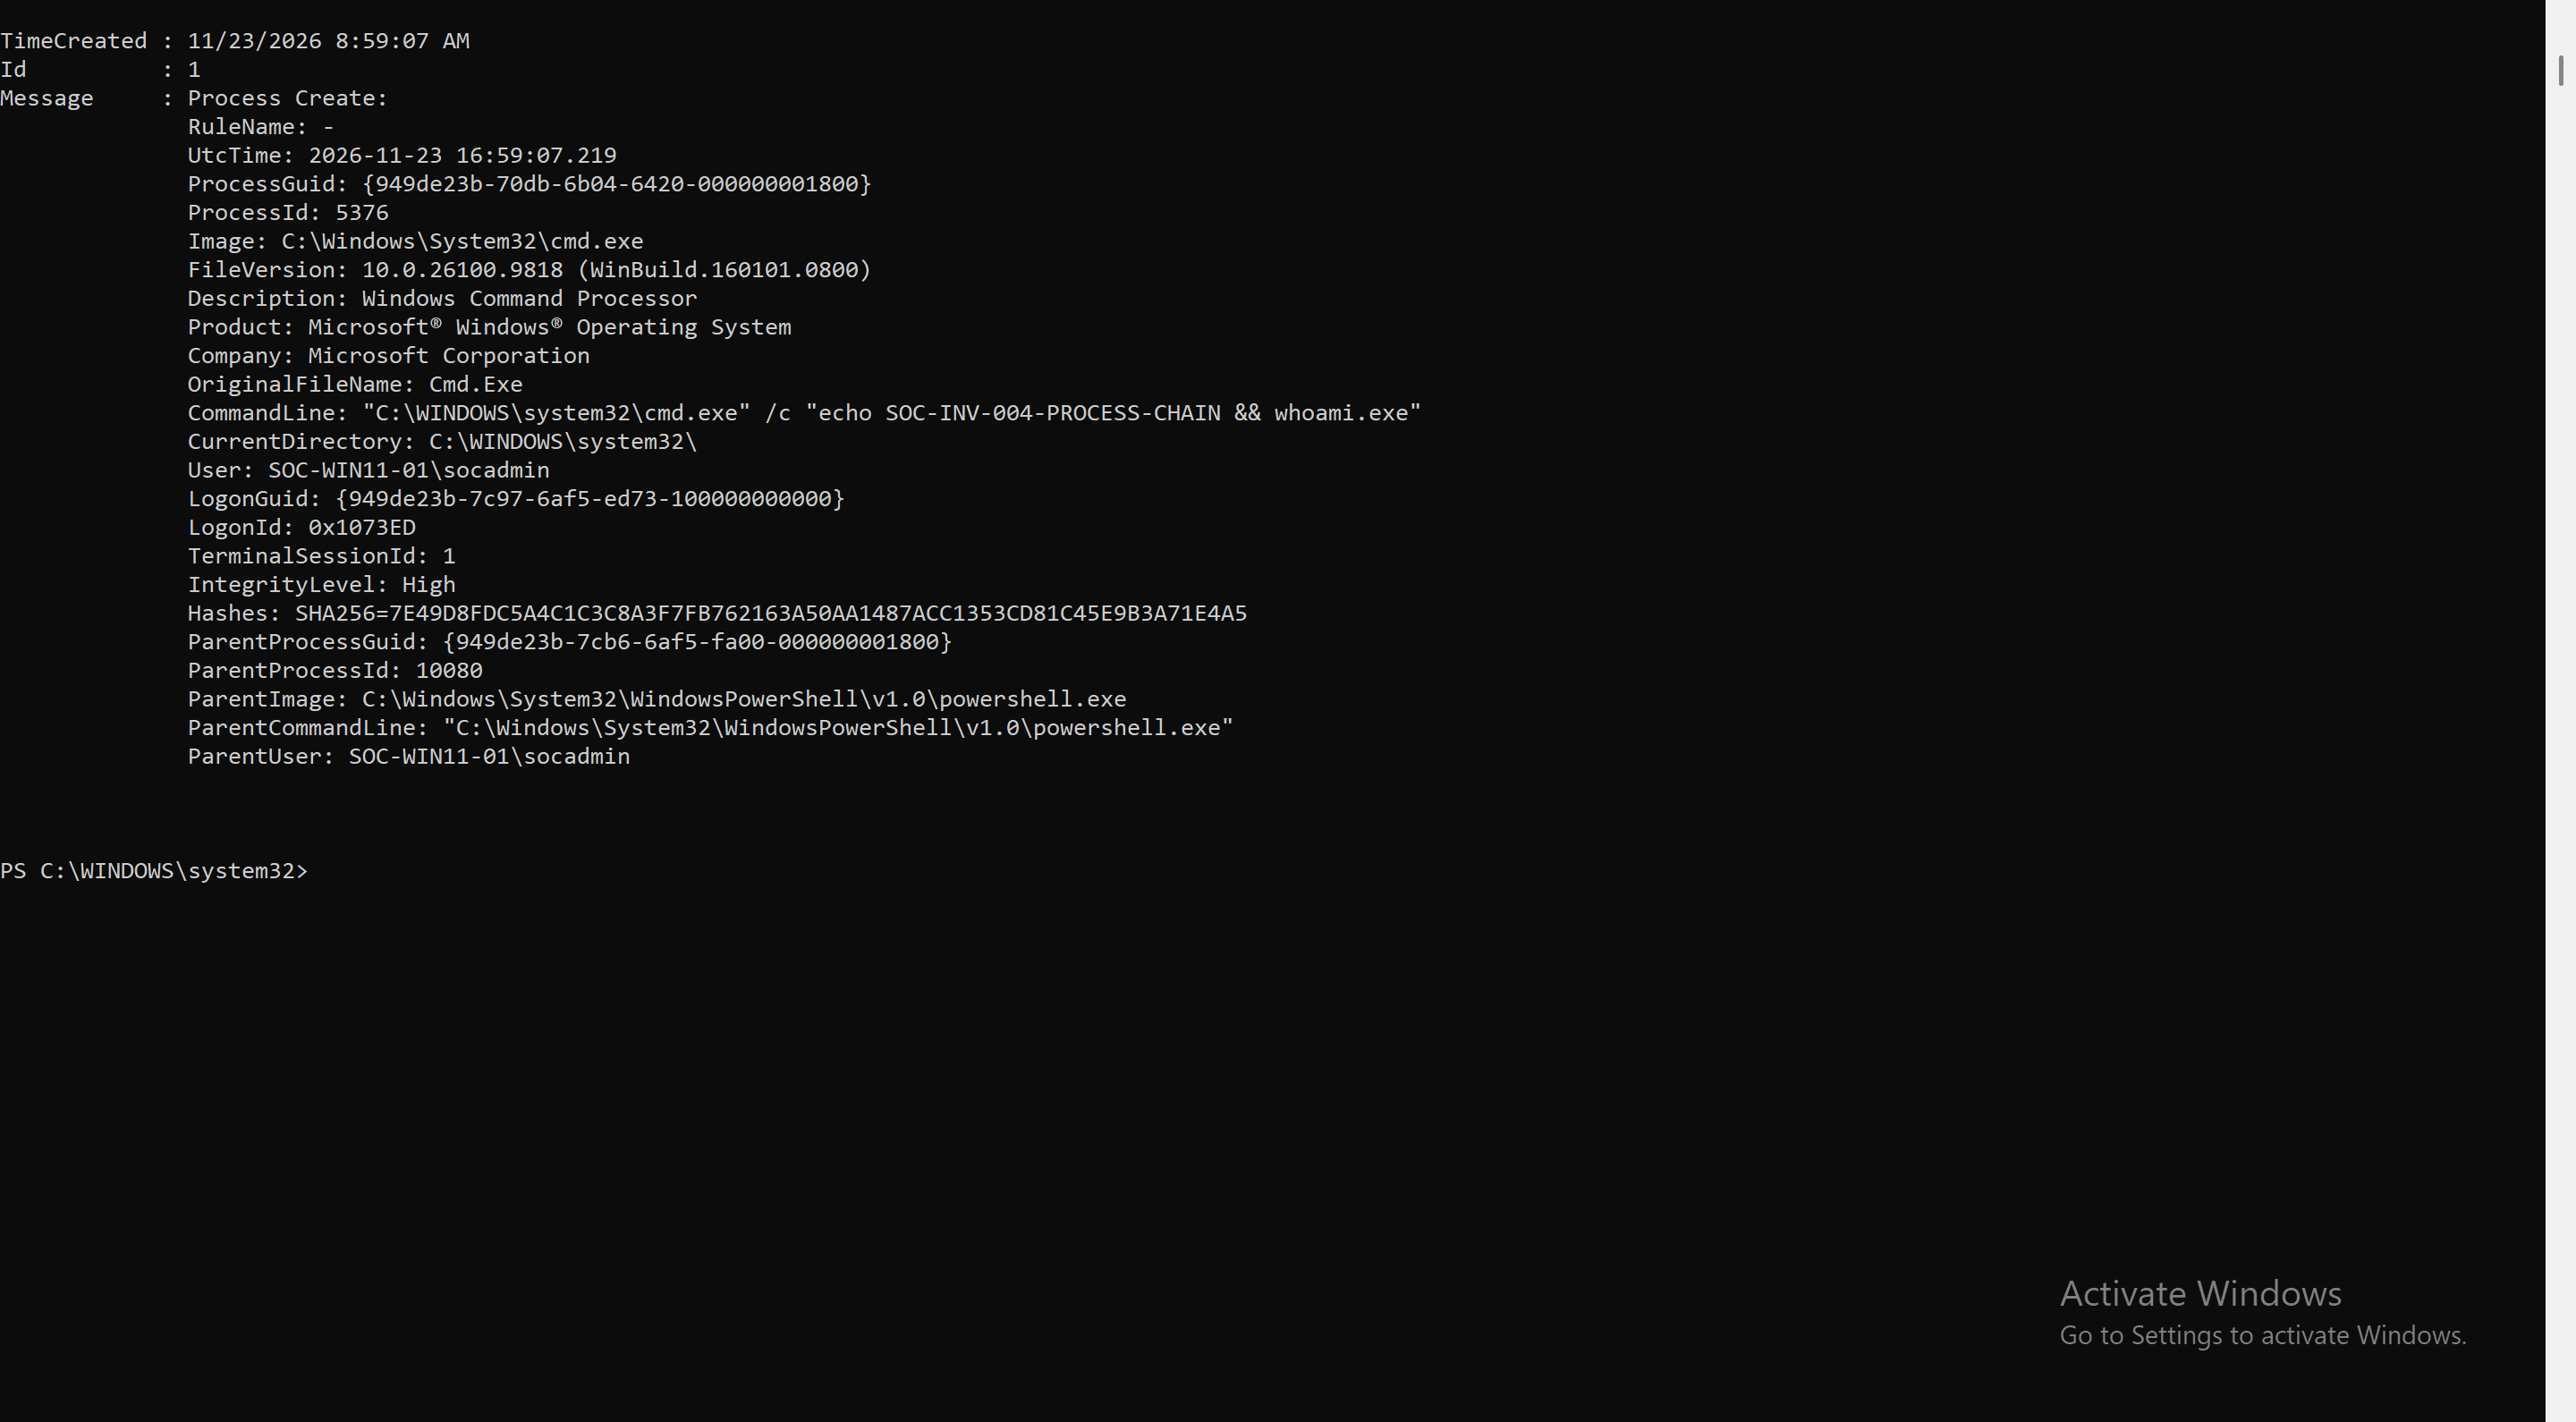 TimeCreated : 11/23/2026 8:59:07 AM
Id          : 1
Message     : Process Create:
              RuleName: -
              UtcTime: 2026-11-23 16:59:07.219
              ProcessGuid: {949de23b-70db-6b04-6420-000000001800}
              ProcessId: 5376
              Image: C:\Windows\System32\cmd.exe
              FileVersion: 10.0.26100.9818 (WinBuild.160101.0800)
              Description: Windows Command Processor
              Product: Microsoft® Windows® Operating System
              Company: Microsoft Corporation
              OriginalFileName: Cmd.Exe
              CommandLine: "C:\WINDOWS\system32\cmd.exe" /c "echo SOC-INV-004-PROCESS-CHAIN && whoami.exe"
              CurrentDirectory: C:\WINDOWS\system32\
              User: SOC-WIN11-01\socadmin
              LogonGuid: {949de23b-7c97-6af5-ed73-100000000000}
              LogonId: 0x1073ED
              TerminalSessionId: 1
              IntegrityLevel: High
              Hashes: SHA256=7E49D8FDC5A4C1C3C8A3F7FB762163A50AA1487ACC1353CD81C45E9B3A71E4A5
              ParentProcessGuid: {949de23b-7cb6-6af5-fa00-000000001800}
              ParentProcessId: 10080
              ParentImage: C:\Windows\System32\WindowsPowerShell\v1.0\powershell.exe
              ParentCommandLine: "C:\Windows\System32\WindowsPowerShell\v1.0\powershell.exe"
              ParentUser: SOC-WIN11-01\socadmin
PS C:\WINDOWS\system32>
Activate Windows
Go to Settings to activate Windows.